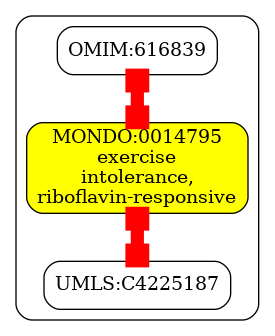 OMIM:616839
MONDO:0014795
exercise
intolerance,
riboflavin-responsive
UMLS:C4225187